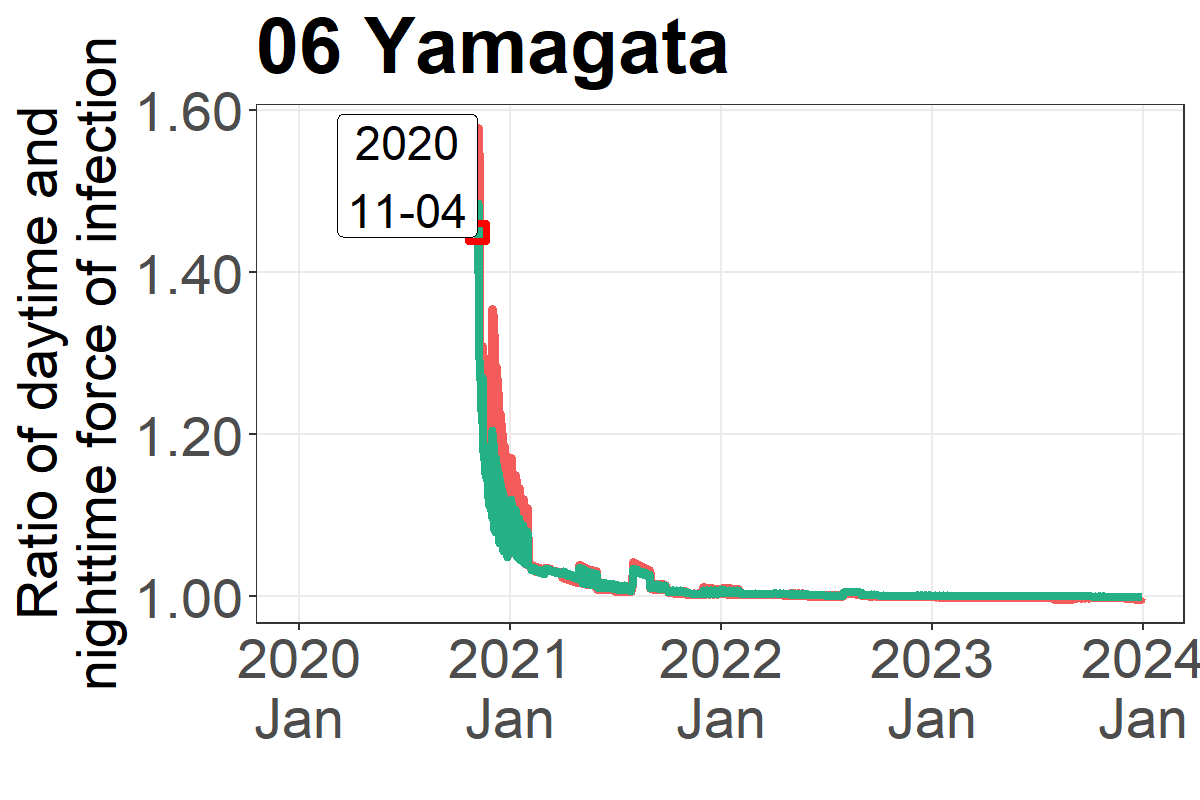 06 Yamagata
Ratio of daytime and
nighttime force of infection
1.60
1.40
1.20
1.00
2020
11-04
2020
Jan
2021
Jan
2022
Jan
2023
Jan
2024
Jan